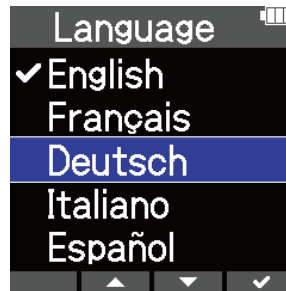 Language
English
Français
Deutsch
Italiano
Español